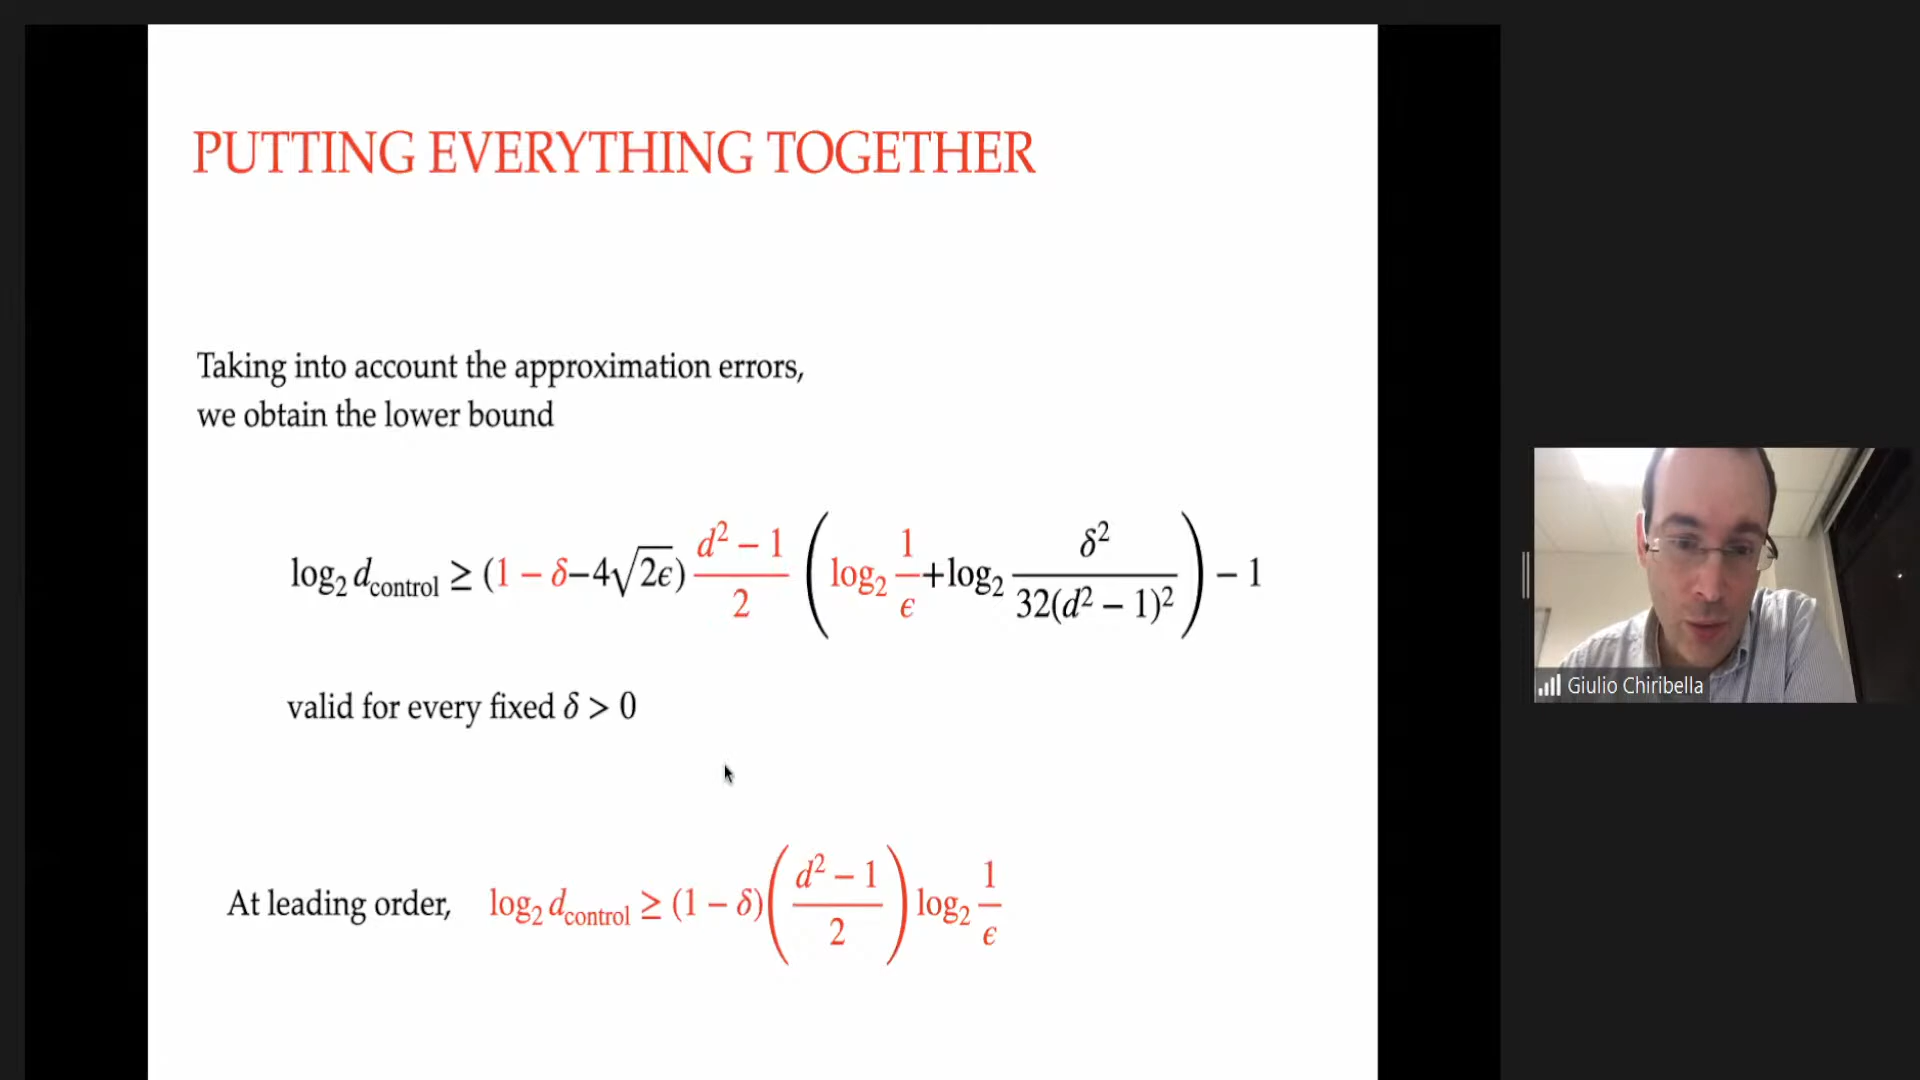 PUTTING EVERYTHING TOGETHER
Taking into account the approximation errors,
we obtain the lower bound
log₂ d_control ≥ (1 − δ−4√(2ϵ)) (d² − 1)/2 (log₂ 1/ϵ + log₂ δ²/(32(d² − 1)²)) − 1
valid for every fixed δ > 0
At leading order, log₂ d_control ≥ (1 − δ) ((d² − 1)/2) log₂ 1/ϵ
Giulio Chiribella